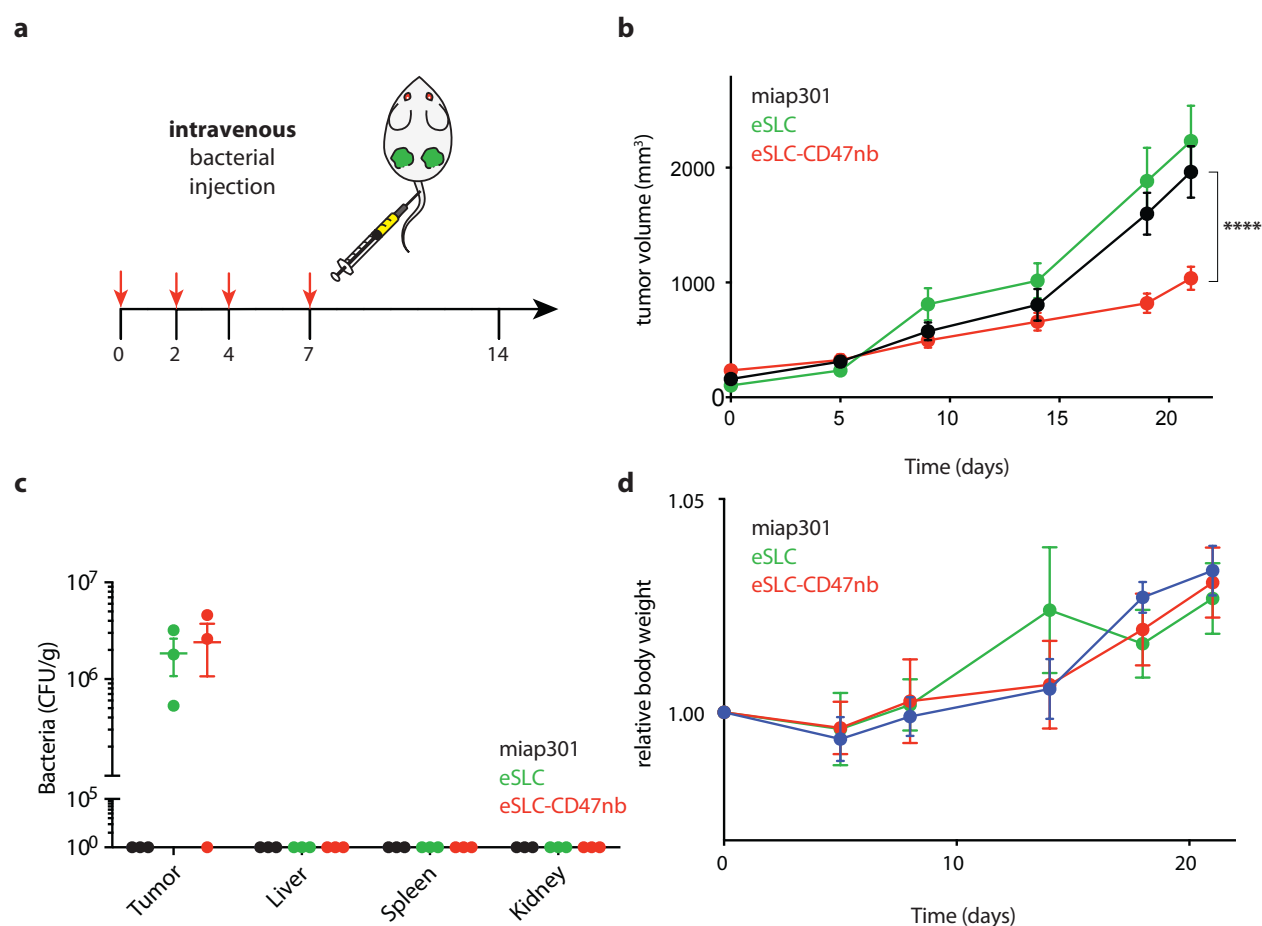 a
intravenous
bacterial
injection
0 2 4 7 14
b
miap301
eSLC
eSLC-CD47nb
tumor volume (mm³)
2000
1000
0
****
0 5 10 15 20
Time (days)
c
Bacteria (CFU/g)
10⁷
10⁶
10⁵
10⁰
miap301
eSLC
eSLC-CD47nb
Tumor Liver Spleen Kidney
d
1.05
1.00
relative body weight
miap301
eSLC
eSLC-CD47nb
0 10 20
Time (days)